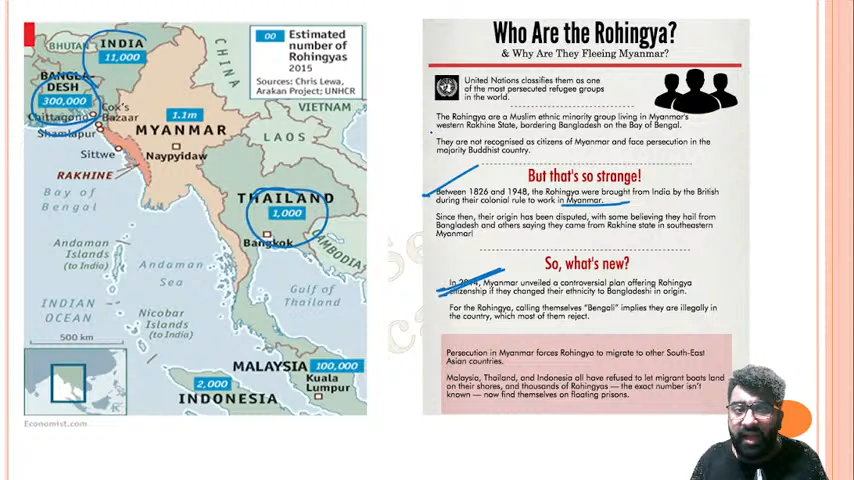 BHUTAN
INDIA
11,000
BANGLA-
DESH
300,000
Chittagong
Cox's
Bazaar
Shamlapur
Sittwe
RAKHINE
Bay of
Bengal
1.1m
MYANMAR
Naypyidaw
CHINA
VIETNAM
LAOS
THAILAND
1,000
Bangkok
CAMBODIA
Andaman
Islands
(to India)
Andaman
Sea
Gulf of
Thailand
INDIAN
OCEAN
Nicobar
Islands
(to India)
500 km
MALAYSIA
100,000
Kuala
Lumpur
2,000
INDONESIA
00
Estimated
number of
Rohingyas
2015
Sources: Chris Lewa,
Arakan Project; UNHCR
Economist.com
Who Are the Rohingya?
& Why Are They Fleeing Myanmar?
United Nations classifies them as one
of the most persecuted refugee groups
in the world.
The Rohingya are a Muslim ethnic minority group living in Myanmar's
western Rakhine State, bordering Bangladesh on the Bay of Bengal.
They are not recognised as citizens of Myanmar and face persecution in the
majority Buddhist country.
But that's so strange!
Between 1826 and 1948, the Rohingya were brought from India by the British
during their colonial rule to work in Myanmar.
Since then, their origin has been disputed, with some believing they hail from
Bangladesh and others saying they came from Rakhine state in southeastern
Myanmar!
So, what's new?
In 2014, Myanmar unveiled a controversial plan offering Rohingya
citizenship if they changed their ethnicity to Bangladeshi in origin.
For the Rohingya, calling themselves "Bengali" implies they are illegally in
the country, which most of them reject.
Persecution in Myanmar forces Rohingya to migrate to other South-East
Asian countries.
Malaysia, Thailand, and Indonesia all have refused to let migrant boats land
on their shores, and thousands of Rohingyas — the exact number isn't
known — now find themselves on floating prisons.